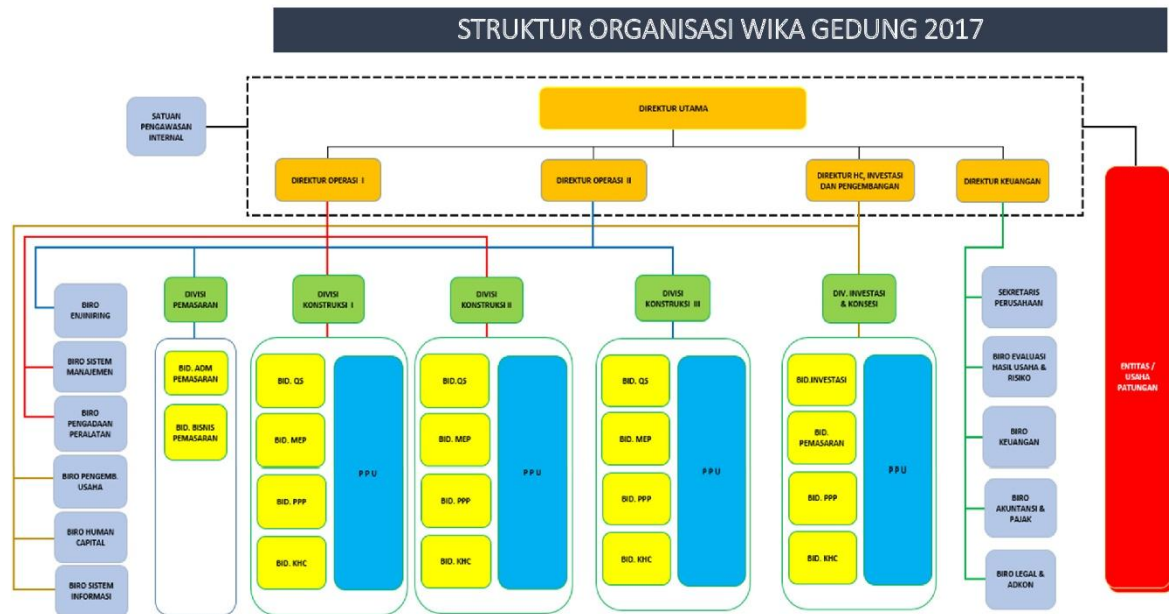 STRUKTUR ORGANISASI WIKA GEDUNG 2017
SATUAN
PENGAWASAN
INTERNAL
DIREKTUR UTAMA
DIREKTUR OPERASI I
DIREKTUR OPERASI II
DIREKTUR HC, INVESTASI
DAN PENGEMBANGAN
DIREKTUR KEUANGAN
ENTITAS /
USAHA
PATUNGAN
BIRO
ENJINIRING
BIRO SISTEM
MANAJEMEN
BIRO
PENGADAAN
PERALATAN
BIRO PENGEMB.
USAHA
BIRO HUMAN
CAPITAL
BIRO SISTEM
INFORMASI
DIVISI
PEMASARAN
BID. ADM
PEMASARAN
BID. BISNIS
PEMASARAN
DIVISI
KONSTRUKSI I
BID. QS
BID. MEP
BID. PPP
BID. KHC
P P U
DIVISI
KONSTRUKSI II
BID.QS
BID. MEP
BID. PPP
BID. KHC
P P U
DIVISI
KONSTRUKSI III
BID. QS
BID. MEP
BID. PPP
BID. KHC
P P U
DIV. INVESTASI
& KONSESI
BID.INVESTASI
BID.
PEMASARAN
BID. PPP
BID. KHC
P P U
SEKRETARIS
PERUSAHAAN
BIRO EVALUASI
HASIL USAHA &
RISIKO
BIRO
KEUANGAN
BIRO
AKUNTANSI &
PAJAK
BIRO LEGAL &
ADKON